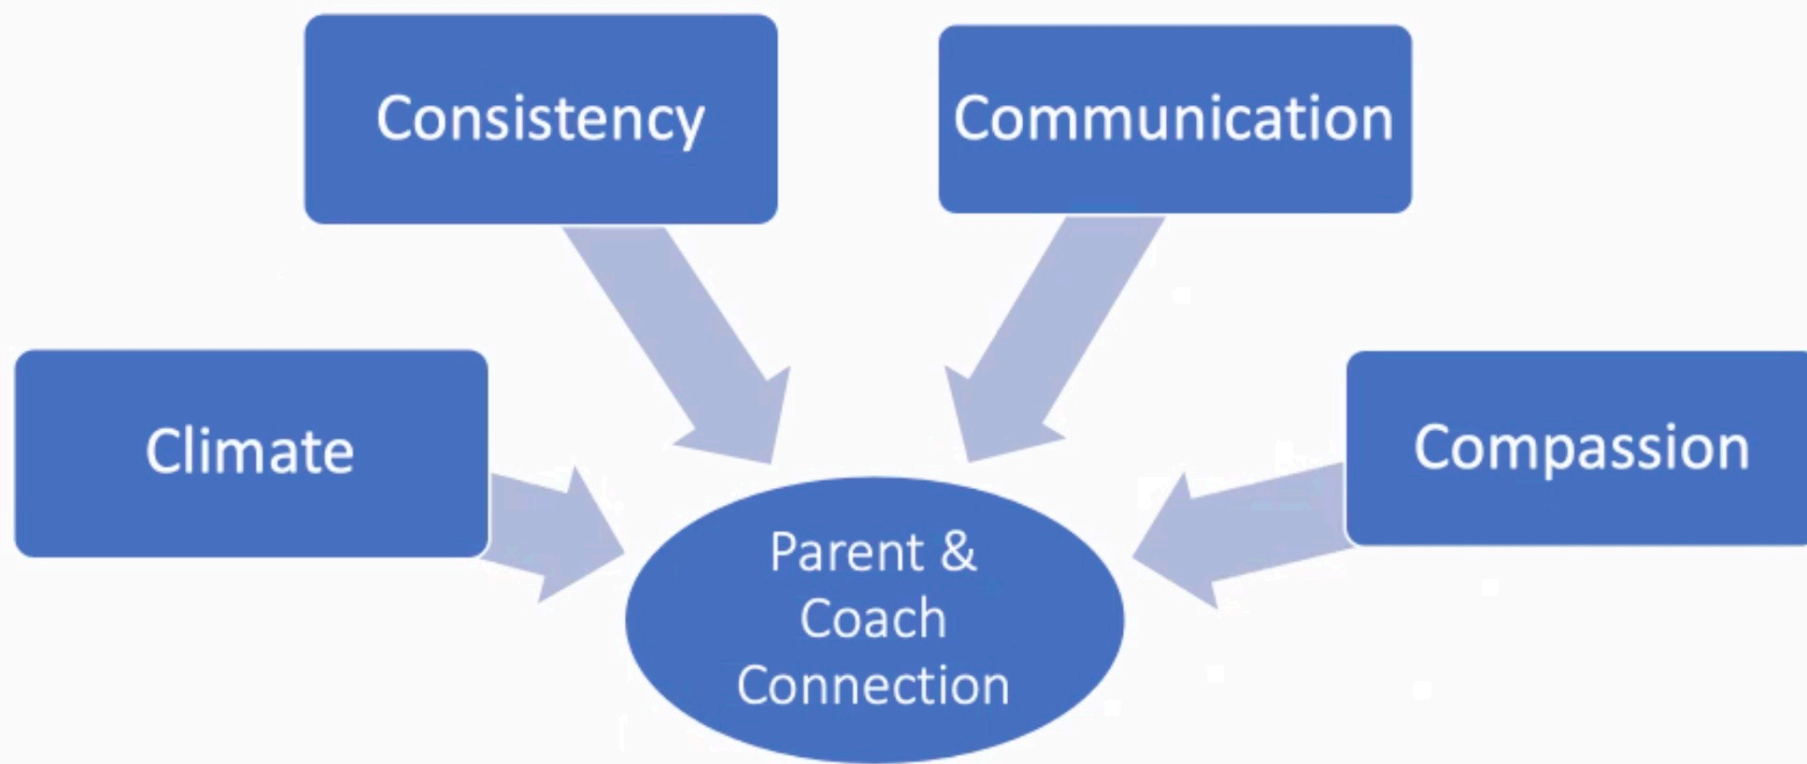 Consistency
Communication
Climate
Compassion
Parent &
Coach
Connection